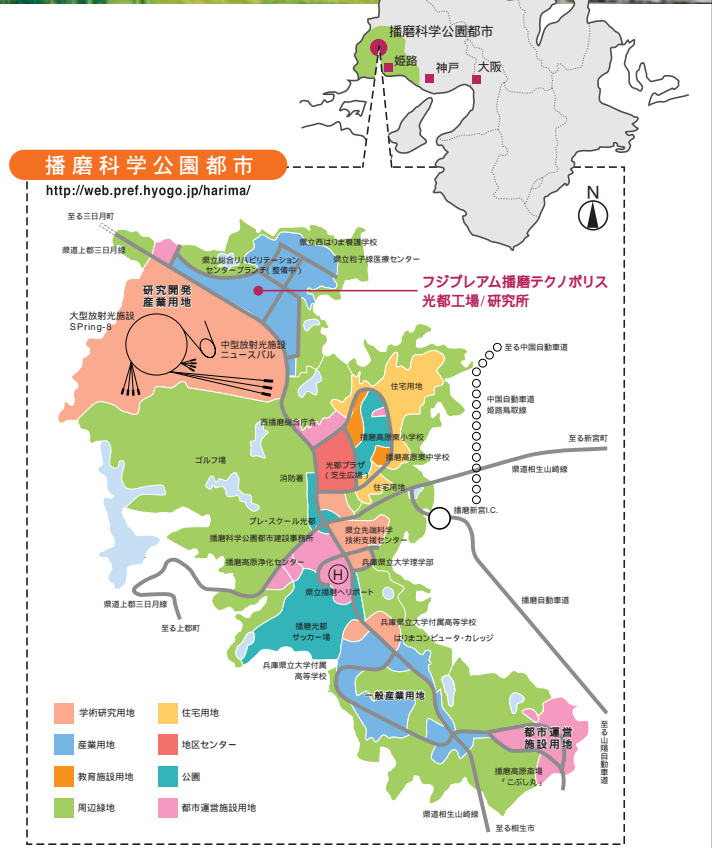 播磨科学公園都市
姫路
神戸
大阪
播磨科学公園都市
http://web.pref.hyogo.jp/harima/
N
至る三日月町
県道上郡三日月線
県立西はりま養護学校
県立総合リハビリテーション
センターブランチ(整備中)
県立粒子線医療センター
研究開発
産業用地
フジプレアム播磨テクノポリス
光都工場/研究所
大型放射光施設
SPring-8
中型放射光施設
ニュースバル
至る中国自動車道
住宅用地
中国自動車道
姫路鳥取線
西播磨総合庁舎
播磨高原東小学校
至る新宮町
播磨高原東中学校
ゴルフ場
光都プラザ
(芝生広場)
県道相生山崎線
消防署
住宅用地
播磨新宮I.C.
プレ・スクール光都
県立先端科学
技術支援センター
播磨科学公園都市建設事務所
播磨高原浄化センター
兵庫県立大学理学部
H
県立播磨ヘリポート
県道上郡三日月線
播磨自動車道
至る上郡町
播磨光都
サッカー場
兵庫県立大学付属高等学校
はりまコンピュータ・カレッジ
兵庫県立大学付属
高等学校
一般産業用地
学術研究用地
住宅用地
産業用地
地区センター
教育施設用地
公園
周辺緑地
都市運営施設用地
都市運営
施設用地
至る山陽自動車道
播磨高原斎場
「こぶし丸」
県道相生山崎線
至る相生市